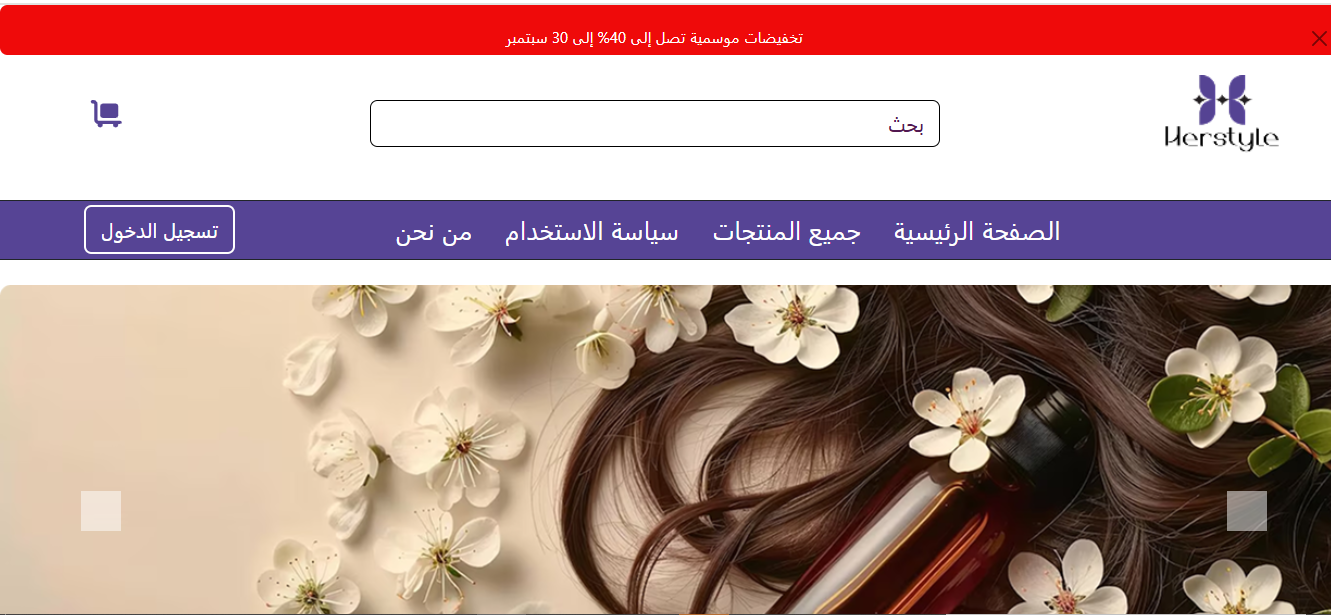 تخفيضات موسمية تصل إلى 40% إلى 30 سبتمبر
Herstyle
بحث
الصفحة الرئيسية
جميع المنتجات
سياسة الاستخدام
من نحن
تسجيل الدخول